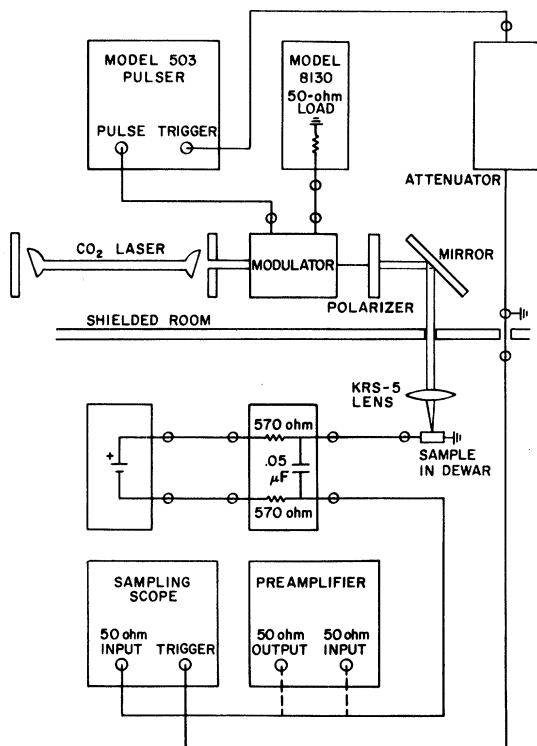 MODEL 503
PULSER
PULSE TRIGGER
MODEL
8130
50-ohm
LOAD
ATTENUATOR
CO₂ LASER
MODULATOR
POLARIZER
MIRROR
SHIELDED ROOM
KRS-5
LENS
SAMPLE
IN DEWAR
+
570 ohm
.05
μF
570 ohm
SAMPLING
SCOPE
50 ohm
INPUT
TRIGGER
PREAMPLIFIER
50 ohm
OUTPUT
50 ohm
INPUT